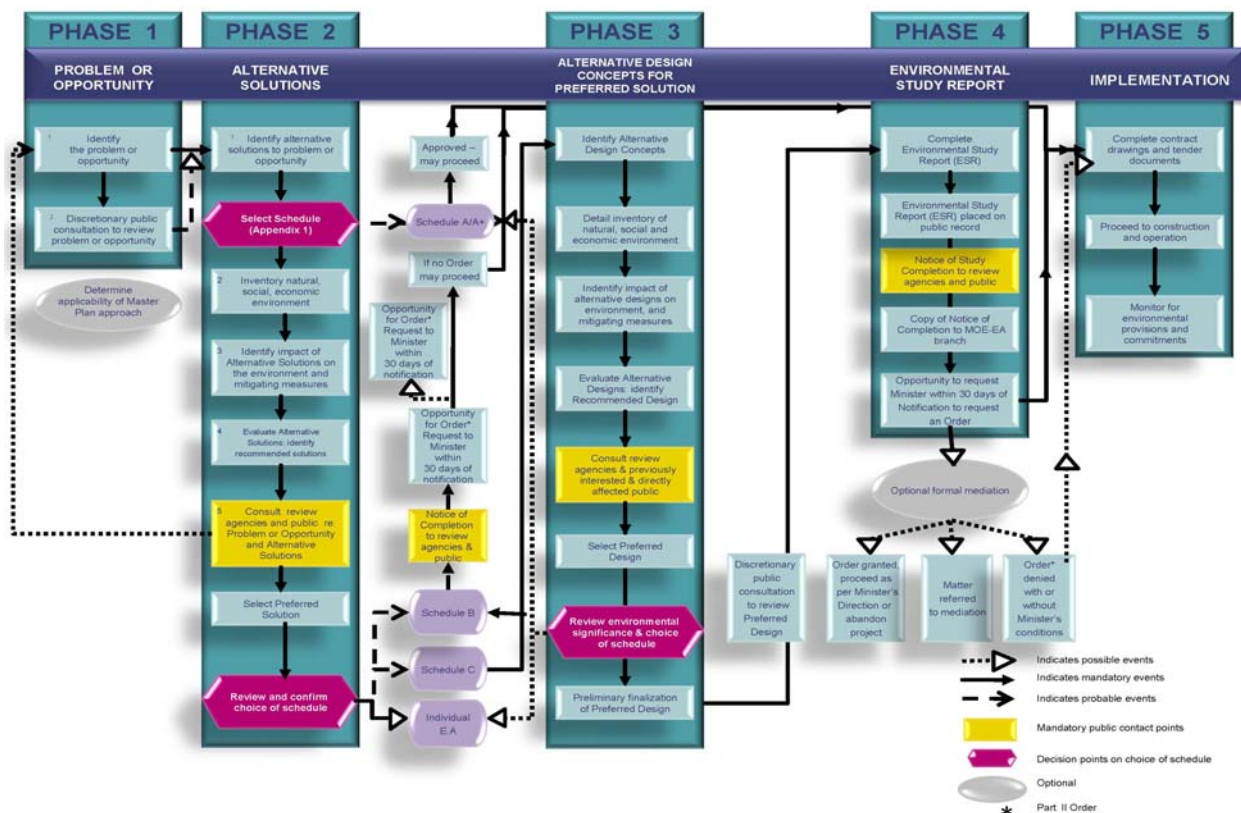 PHASE 1
PROBLEM OR
OPPORTUNITY
1
Identify
the problem or
opportunity
2
Discretionary public
consultation to review
problem or opportunity
Determine
applicability of Master
Plan approach
PHASE 2
ALTERNATIVE
SOLUTIONS
1
Identify alternative
solutions to problem or
opportunity
Select Schedule
(Appendix 1)
2
Inventory natural,
social, economic
environment
3
Identify impact of
Alternative Solutions on
the environment and
mitigating measures
4
Evaluate Alternative
Solutions: identify
recommended solutions
5
Consult review
agencies and public re:
Problem or Opportunity
and Alternative
Solutions
Select Preferred
Solution
Review and confirm
choice of schedule
Approved –
may proceed
Schedule A/A+
If no Order
may proceed
Opportunity
for Order*
Request to
Minister
within
30 days of
notification
Opportunity
for Order*
Request to
Minister
within
30 days of
notification
Notice of
Completion
to review
agencies &
public
Schedule B
Schedule C
Individual
E.A
PHASE 3
ALTERNATIVE DESIGN
CONCEPTS FOR
PREFERRED SOLUTION
Identify Alternative
Design Concepts
Detail inventory of
natural, social and
economic environment
Indentify impact of
alternative designs on
environment, and
mitigating measures
Evaluate Alternative
Designs: identify
Recommended Design
Consult review
agencies & previously
interested & directly
affected public
Select Preferred
Design
Review environmental
significance & choice
of schedule
Preliminary finalization
of Preferred Design
Discretionary
public
consultation
to review
Preferred
Design
PHASE 4
ENVIRONMENTAL
STUDY REPORT
Complete
Environmental Study
Report (ESR)
Environmental Study
Report (ESR) placed on
public record
Notice of Study
Completion to review
agencies and public
Copy of Notice of
Completion to MOE-EA
branch
Opportunity to request
Minister within 30 days of
Notification to request
an Order
Optional formal mediation
Order granted,
proceed as
per Minister's
Direction or
abandon
project
Matter
referred
to mediation
Order*
denied with
or without
Minister's
conditions
PHASE 5
IMPLEMENTATION
Complete contract
drawings and tender
documents
Proceed to construction
and operation
Monitor for
environmental
provisions and
commitments
Indicates possible events
Indicates mandatory events
Indicates probable events
Mandatory public contact points
Decision points on choice of schedule
Optional
* Part II Order